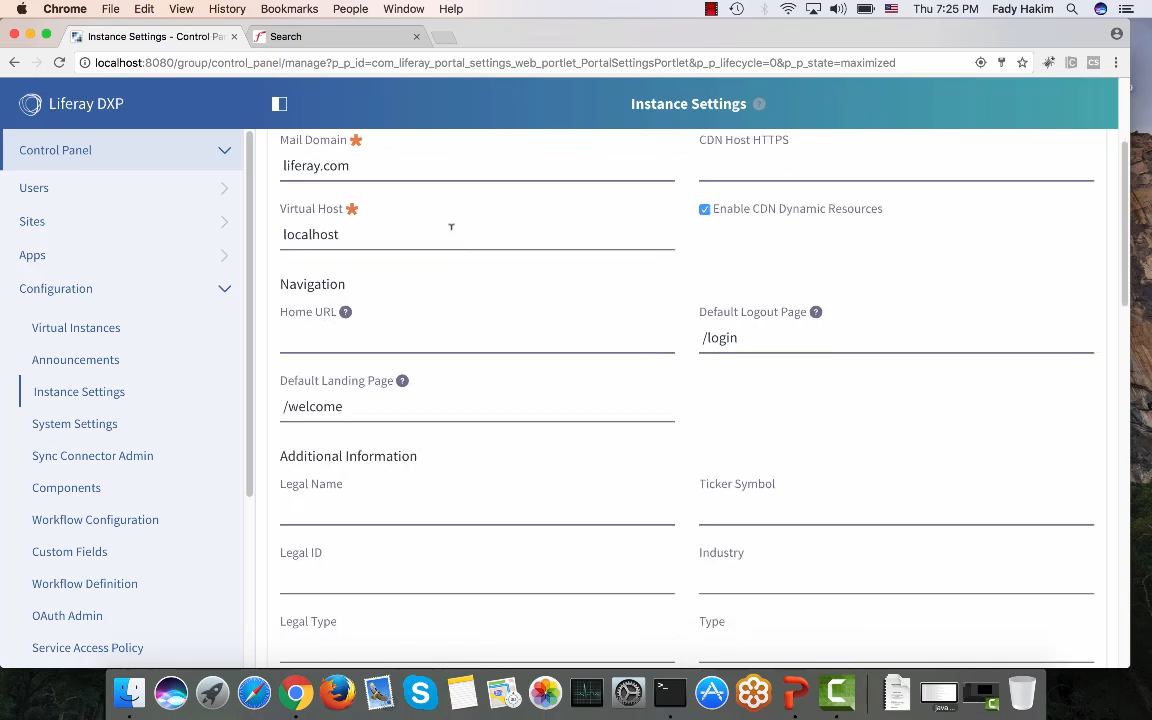 Chrome File Edit View History Bookmarks People Window Help Thu 7:25 PM Fady Hakim
Instance Settings - Control Pa
Search
localhost:8080/group/control_panel/manage?p_p_id=com_liferay_portal_settings_web_portlet_PortalSettingsPortlet&p_p_lifecycle=0&p_p_state=maximized
Liferay DXP
Instance Settings
Control Panel
Users
Sites
Apps
Configuration
Virtual Instances
Announcements
Instance Settings
System Settings
Sync Connector Admin
Components
Workflow Configuration
Custom Fields
Workflow Definition
OAuth Admin
Service Access Policy
Mail Domain
liferay.com
CDN Host HTTPS
Virtual Host
localhost
Enable CDN Dynamic Resources
Navigation
Home URL
Default Logout Page
/login
Default Landing Page
/welcome
Additional Information
Legal Name
Ticker Symbol
Legal ID
Industry
Legal Type
Type